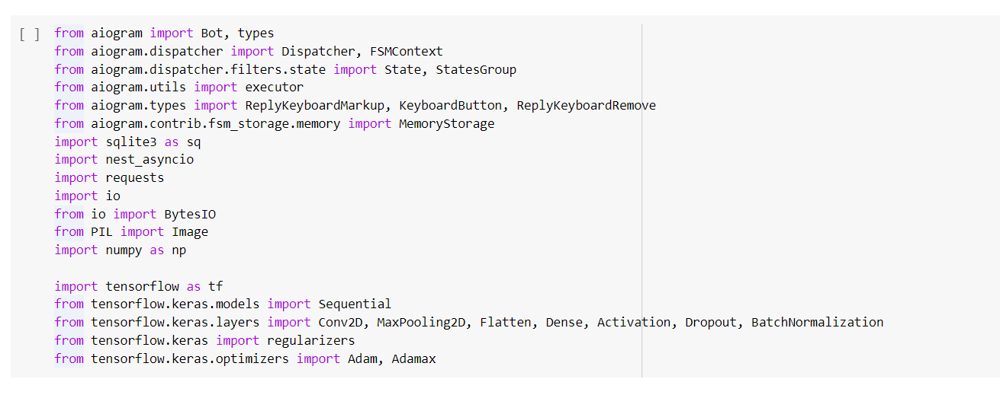 [ ] from aiogram import Bot, types
from aiogram.dispatcher import Dispatcher, FSMContext
from aiogram.dispatcher.filters.state import State, StatesGroup
from aiogram.utils import executor
from aiogram.types import ReplyKeyboardMarkup, KeyboardButton, ReplyKeyboardRemove
from aiogram.contrib.fsm_storage.memory import MemoryStorage
import sqlite3 as sq
import nest_asyncio
import requests
import io
from io import BytesIO
from PIL import Image
import numpy as np

import tensorflow as tf
from tensorflow.keras.models import Sequential
from tensorflow.keras.layers import Conv2D, MaxPooling2D, Flatten, Dense, Activation, Dropout, BatchNormalization
from tensorflow.keras import regularizers
from tensorflow.keras.optimizers import Adam, Adamax